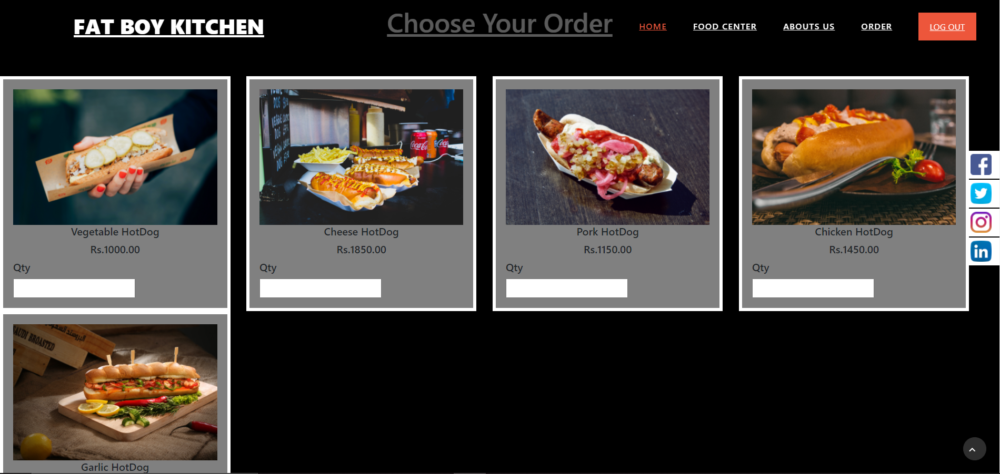 FAT BOY KITCHEN
Choose Your Order
HOME
FOOD CENTER
ABOUTS US
ORDER
LOG OUT
Coca-Cola
Vegetable HotDog
Rs.1000.00
Qty
Cheese HotDog
Rs.1850.00
Qty
Pork HotDog
Rs.1150.00
Qty
Chicken HotDog
Rs.1450.00
Qty
SAUDI BROASTED
Garlic HotDog